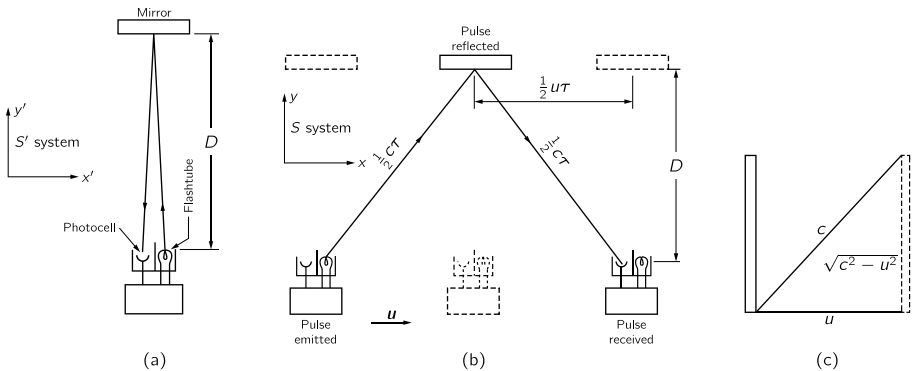 Mirror
y′
S′ system
x′
D
Photocell
Flashtube
(a)
Pulse
reflected
y
S system
x
½uτ
½cτ
½cτ
D
Pulse
emitted
u
Pulse
received
(b)
c
√c² − u²
u
(c)